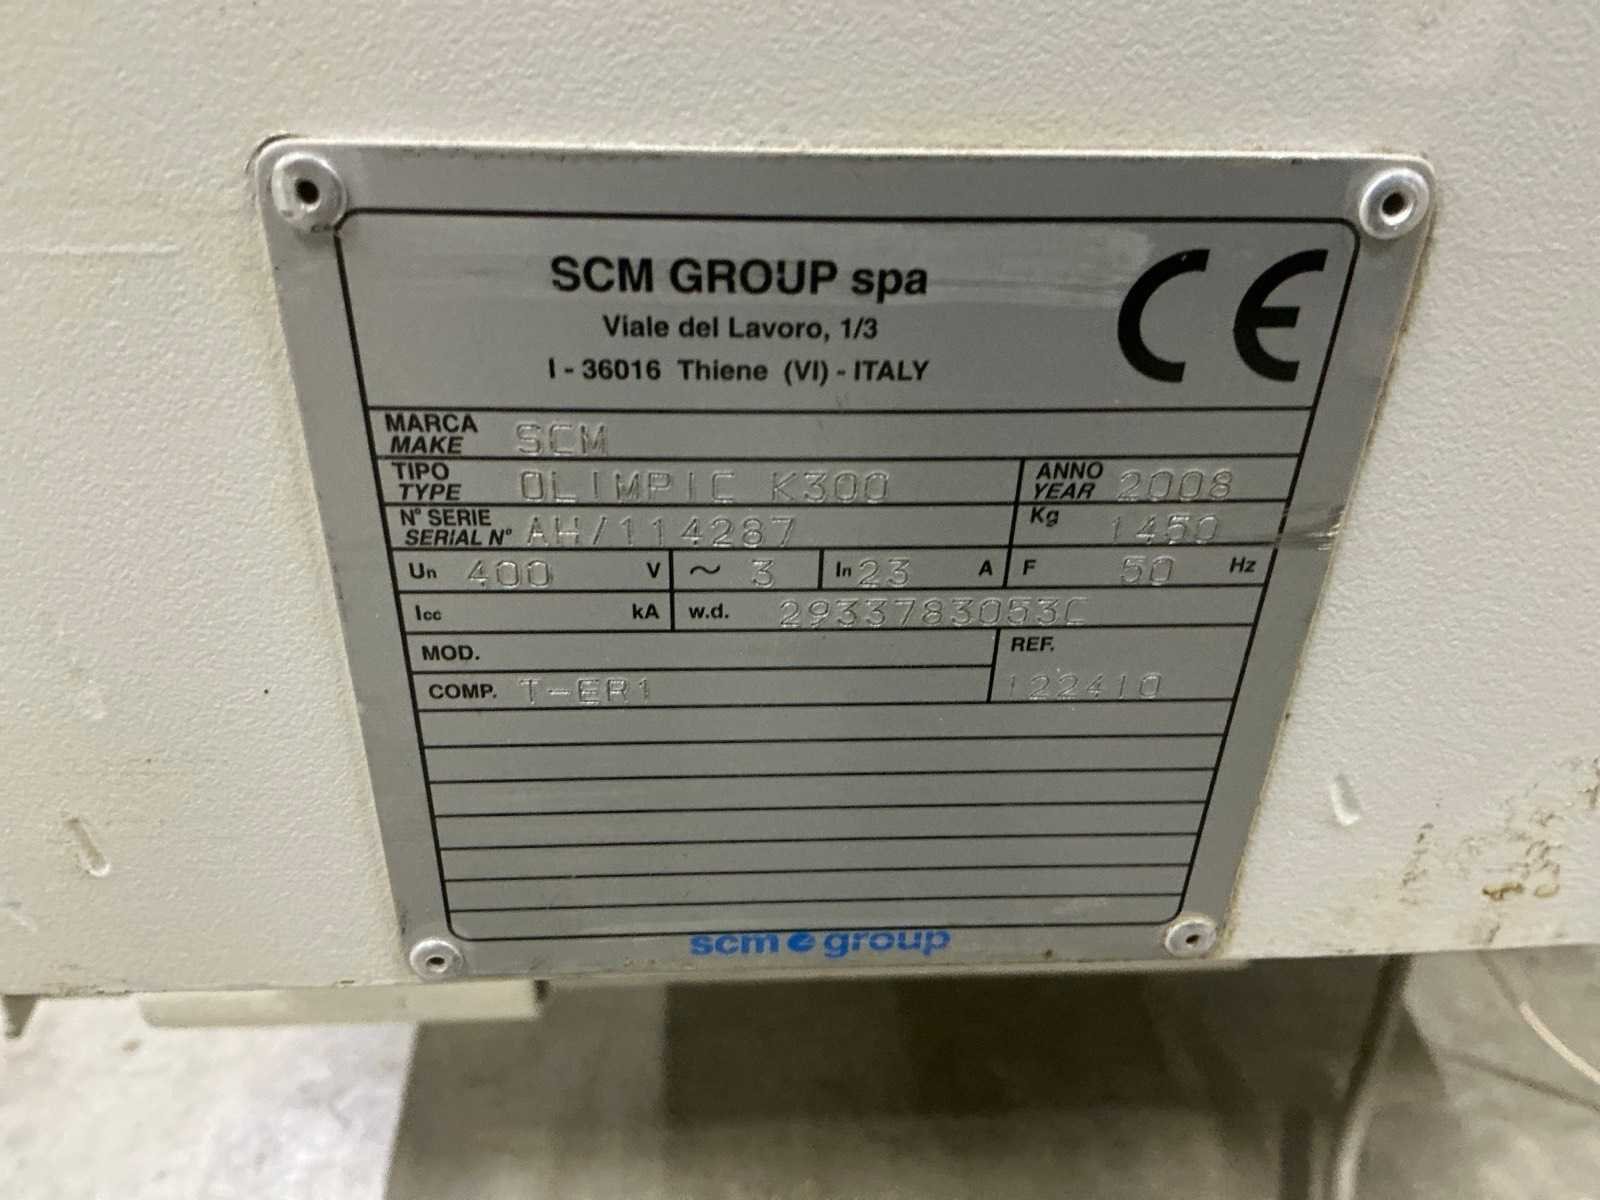 SCM GROUP spa
Viale del Lavoro, 1/3
I - 36016 Thiene (VI) - ITALY
CE
MARCA
MAKE SCM
TIPO
TYPE OLIMPIC K300
ANNO
YEAR 2008
N° SERIE
SERIAL N° AH/114287
Kg 1450
Un 400 V ~ 3 In 23 A F 50 Hz
Icc kA w.d. 2933783053C
MOD.
REF.
COMP. T-ER1 122410
scm group